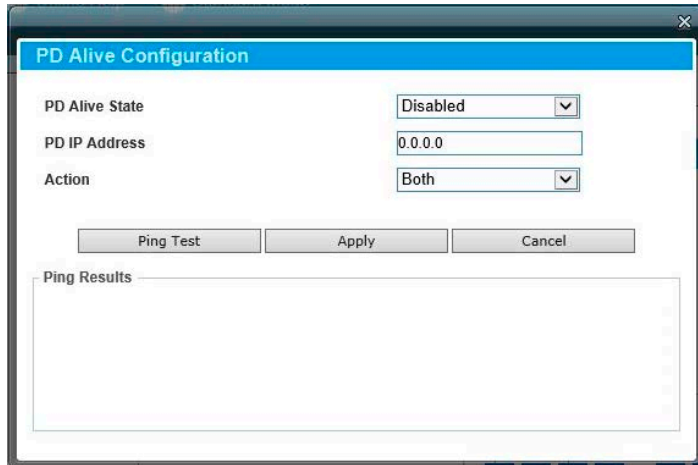 PD Alive Configuration
PD Alive State Disabled
PD IP Address 0.0.0.0
Action Both
Ping Test Apply Cancel
Ping Results